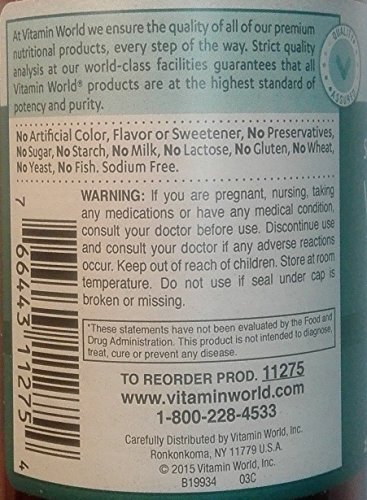 At Vitamin World we ensure the quality of all of our premium
nutritional products, every step of the way. Strict quality
analysis at our world-class facilities guarantees that all
Vitamin World® products are at the highest standard of
potency and purity.
QUALITY
ASSURED
No Artificial Color, Flavor or Sweetener, No Preservatives,
No Sugar, No Starch, No Milk, No Lactose, No Gluten, No Wheat,
No Yeast, No Fish. Sodium Free.
WARNING: If you are pregnant, nursing, taking
any medications or have any medical condition,
consult your doctor before use. Discontinue use
and consult your doctor if any adverse reactions
occur. Keep out of reach of children. Store at room
temperature. Do not use if seal under cap is
broken or missing.
*These statements have not been evaluated by the Food and
Drug Administration. This product is not intended to diagnose,
treat, cure or prevent any disease.
7 66443 11275 4
TO REORDER PROD. 11275
www.vitaminworld.com
1-800-228-4533
Carefully Distributed by Vitamin World, Inc.
Ronkonkoma, NY 11779 U.S.A.
© 2015 Vitamin World, Inc.
B19934 03C